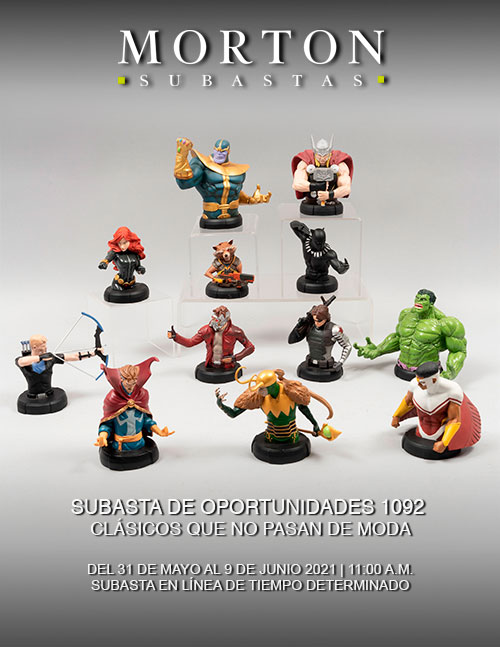 MORTON
SUBASTAS
SUBASTA DE OPORTUNIDADES 1092
CLÁSICOS QUE NO PASAN DE MODA
DEL 31 DE MAYO AL 9 DE JUNIO 2021 | 11:00 A.M.
SUBASTA EN LÍNEA DE TIEMPO DETERMINADO